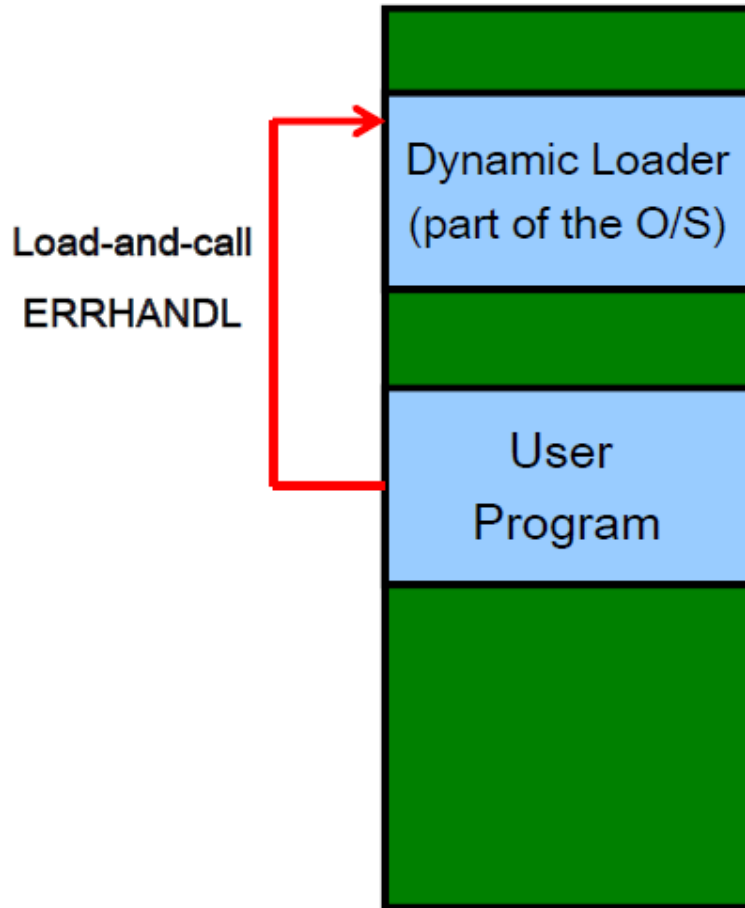 Dynamic Loader
(part of the O/S)
Load-and-call
ERRHANDL
User
Program